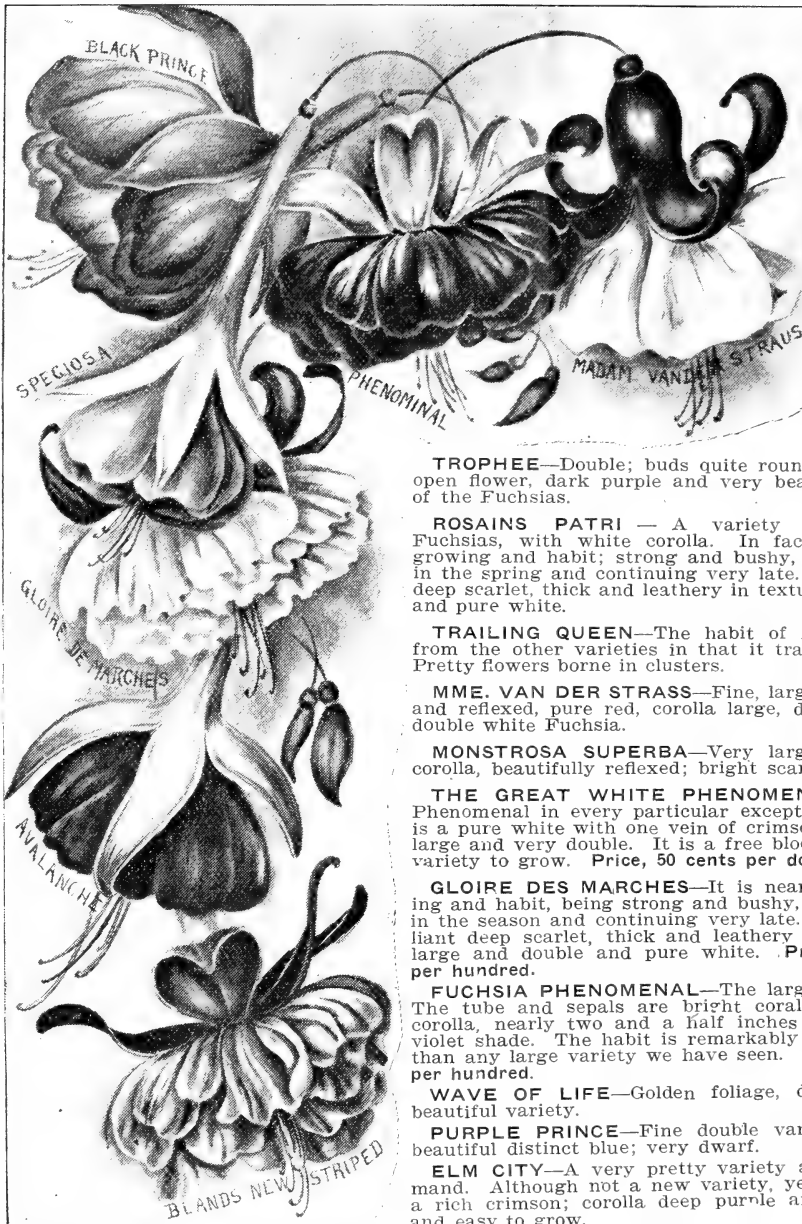 BLACK PRINCE
SPECIOSA
PHENOMINAL
MADAM VANDER STRAUS
GLOIRE DE MARCHES
AVALANCHE
BLANDS NEW STRIPED
TROPHEE—Double; buds quite roun
open flower, dark purple and very bea
of the Fuchsias.
ROSAINS PATRI — A variety
Fuchsias, with white corolla. In fac
growing and habit; strong and bushy,
in the spring and continuing very late.
deep scarlet, thick and leathery in textu
and pure white.
TRAILING QUEEN—The habit of
from the other varieties in that it tra
Pretty flowers borne in clusters.
MME. VAN DER STRASS—Fine, larg
and reflexed, pure red, corolla large, d
double white Fuchsia.
MONSTROSA SUPERBA—Very larg
corolla, beautifully reflexed; bright scar
THE GREAT WHITE PHENOMEN
Phenomenal in every particular except
is a pure white with one vein of crimso
large and very double. It is a free bloo
variety to grow. Price, 50 cents per do
GLOIRE DES MARCHES—It is near
ing and habit, being strong and bushy,
in the season and continuing very late.
liant deep scarlet, thick and leathery
large and double and pure white. Pr
per hundred.
FUCHSIA PHENOMENAL—The larg
The tube and sepals are bright coral
corolla, nearly two and a half inches
violet shade. The habit is remarkably
than any large variety we have seen.
per hundred.
WAVE OF LIFE—Golden foliage, c
beautiful variety.
PURPLE PRINCE—Fine double var
beautiful distinct blue; very dwarf.
ELM CITY—A very pretty variety a
mand. Although not a new variety, ye
a rich crimson; corolla deep purple a
and easy to grow.